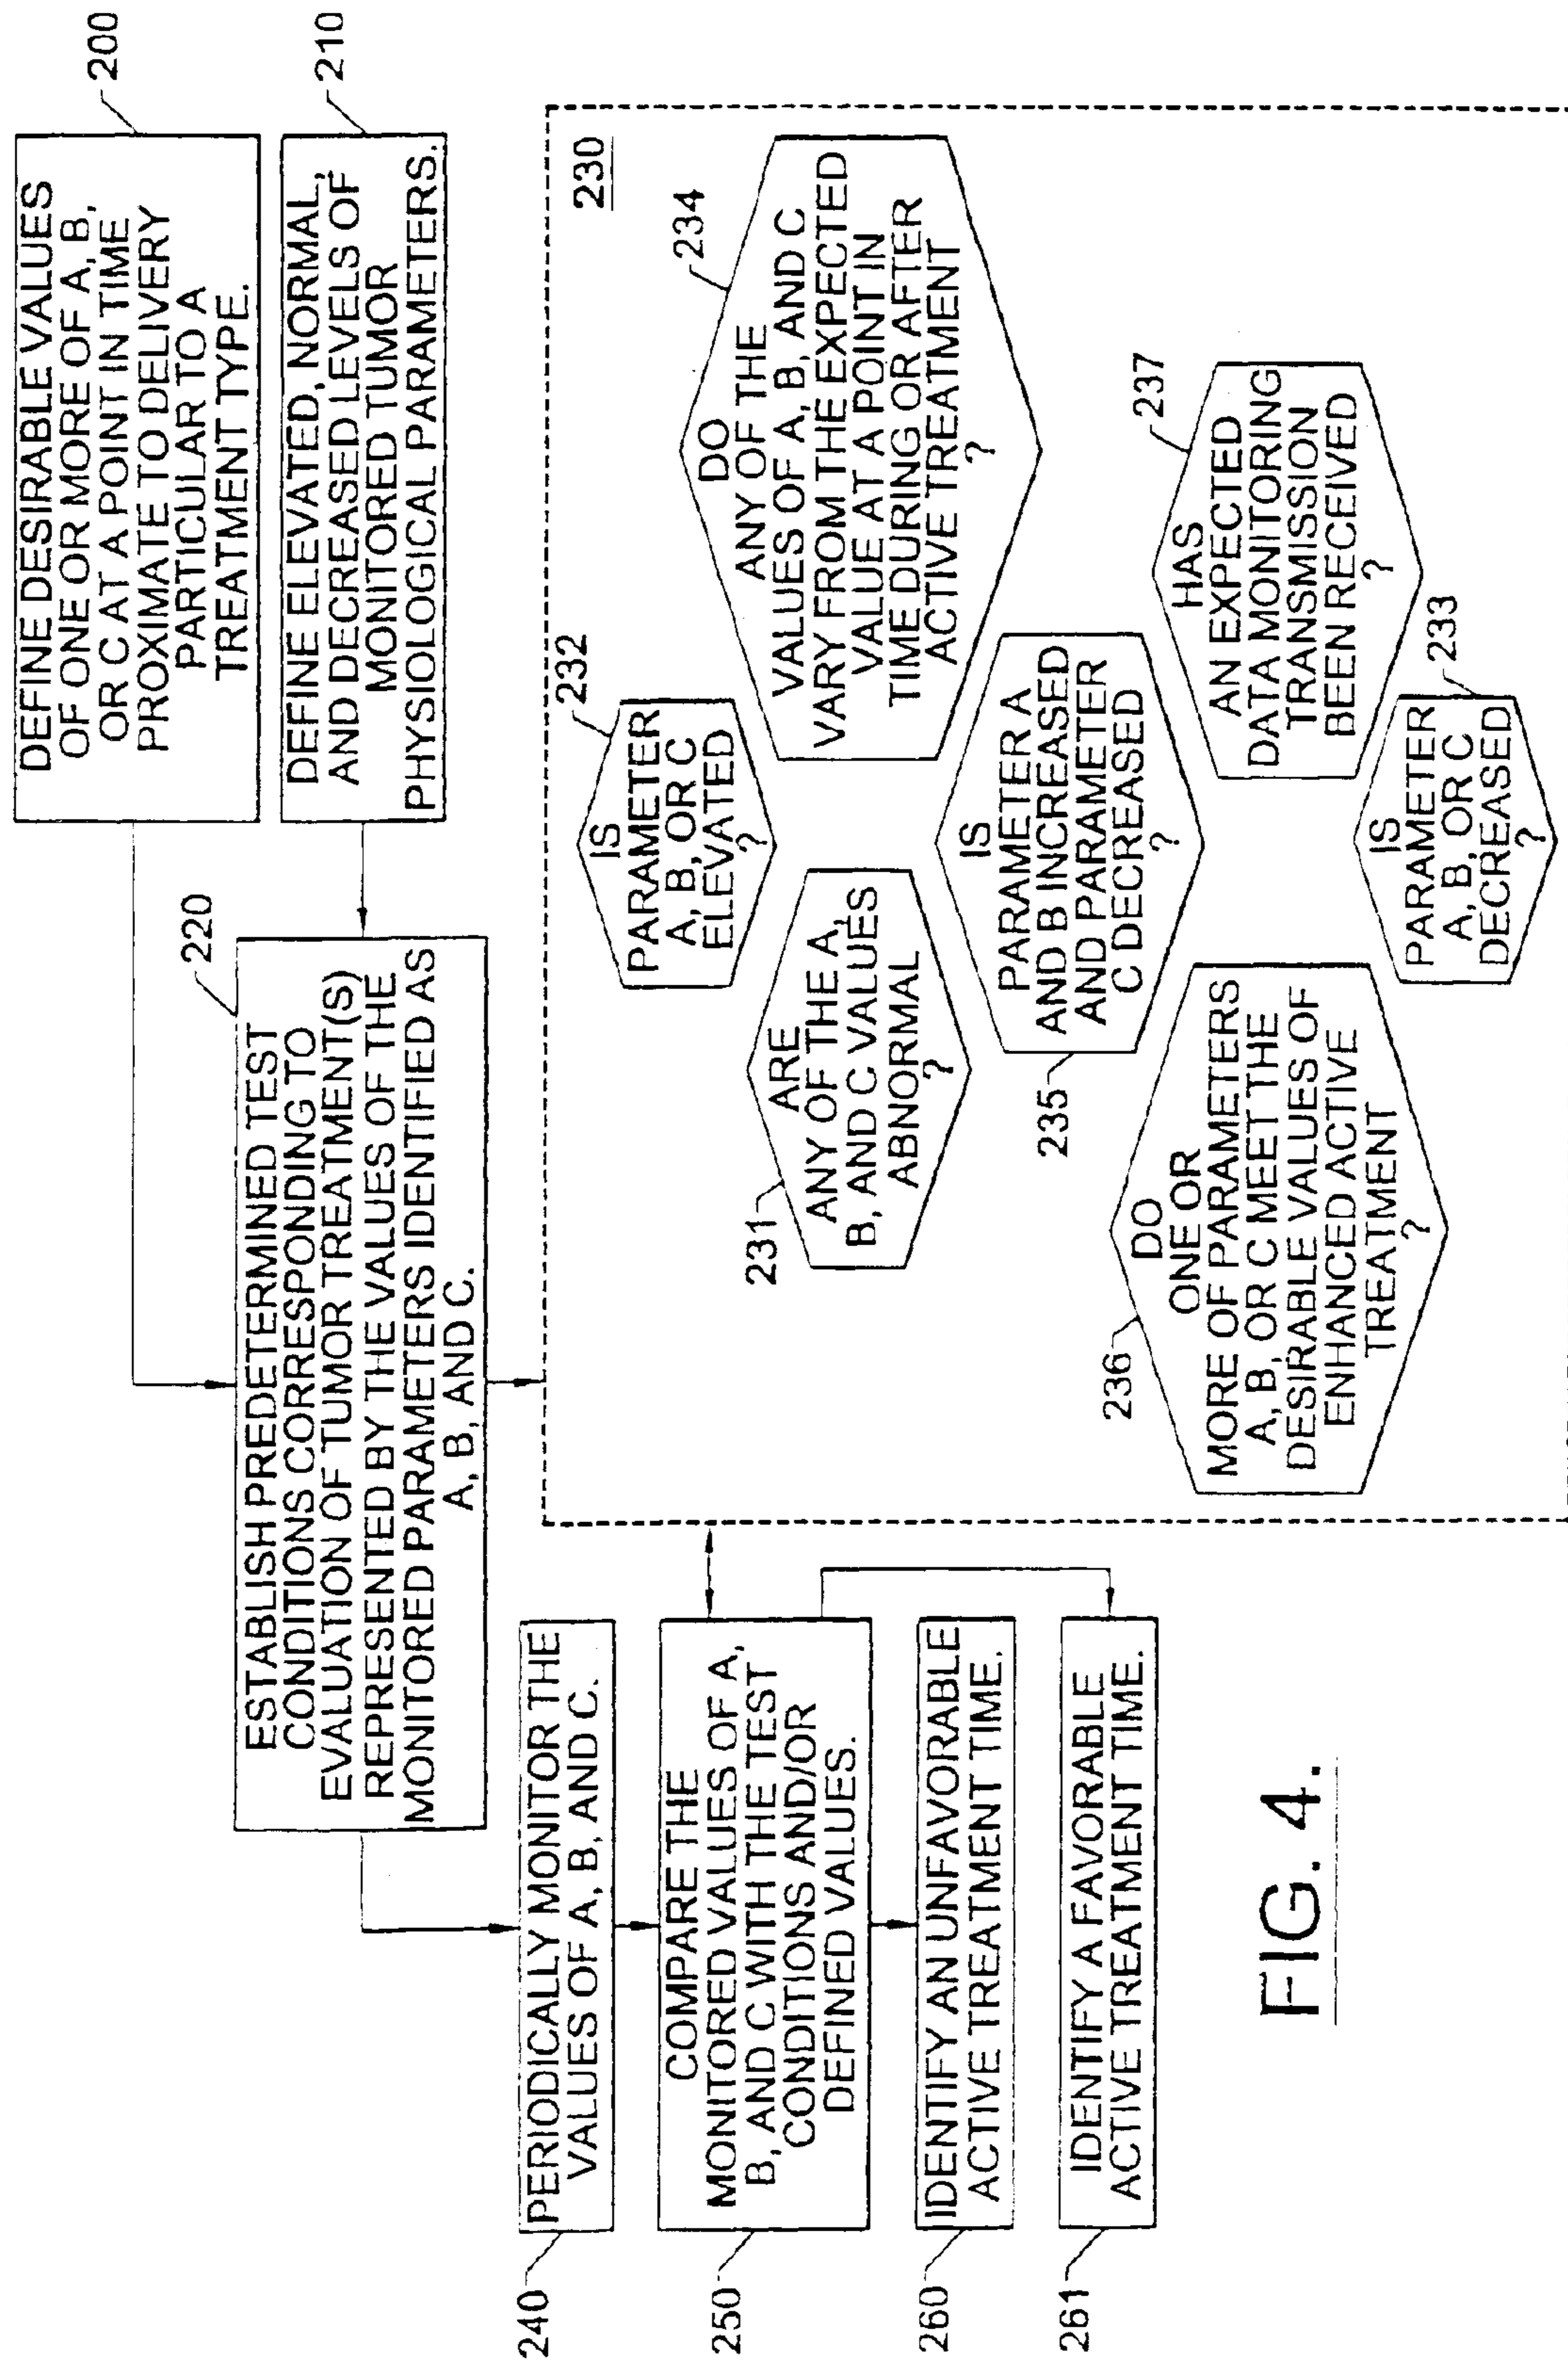 DEFINE DESIRABLE VALUES
OF ONE OR MORE OF A, B,
OR C AT A POINT IN TIME
PROXIMATE TO DELIVERY
PARTICULAR TO A
TREATMENT TYPE.
200
DEFINE ELEVATED, NORMAL,
AND DECREASED LEVELS OF
MONITORED TUMOR
PHYSIOLOGICAL PARAMETERS.
210
220
ESTABLISH PREDETERMINED TEST
CONDITIONS CORRESPONDING TO
EVALUATION OF TUMOR TREATMENT(S)
REPRESENTED BY THE VALUES OF THE
MONITORED PARAMETERS IDENTIFIED AS
A, B, AND C.
240
PERIODICALLY MONITOR THE
VALUES OF A, B, AND C.
250
COMPARE THE
MONITORED VALUES OF A,
B, AND C WITH THE TEST
CONDITIONS AND/OR
DEFINED VALUES.
260
IDENTIFY AN UNFAVORABLE
ACTIVE TREATMENT TIME.
261
IDENTIFY A FAVORABLE
ACTIVE TREATMENT TIME.
230
232
IS
PARAMETER
A, B, OR C
ELEVATED
?
234
DO
ANY OF THE
VALUES OF A, B, AND C
VARY FROM THE EXPECTED
VALUE AT A POINT IN
TIME DURING OR AFTER
ACTIVE TREATMENT
?
231
ARE
ANY OF THE A,
B, AND C VALUES
ABNORMAL
?
235
IS
PARAMETER A
AND B INCREASED
AND PARAMETER
C DECREASED
?
237
HAS
AN EXPECTED
DATA MONITORING
TRANSMISSION
BEEN RECEIVED
?
236
DO
ONE OR
MORE OF PARAMETERS
A, B, OR C MEET THE
DESIRABLE VALUES OF
ENHANCED ACTIVE
TREATMENT
?
233
IS
PARAMETER
A, B, OR C
DECREASED
?
FIG. 4.